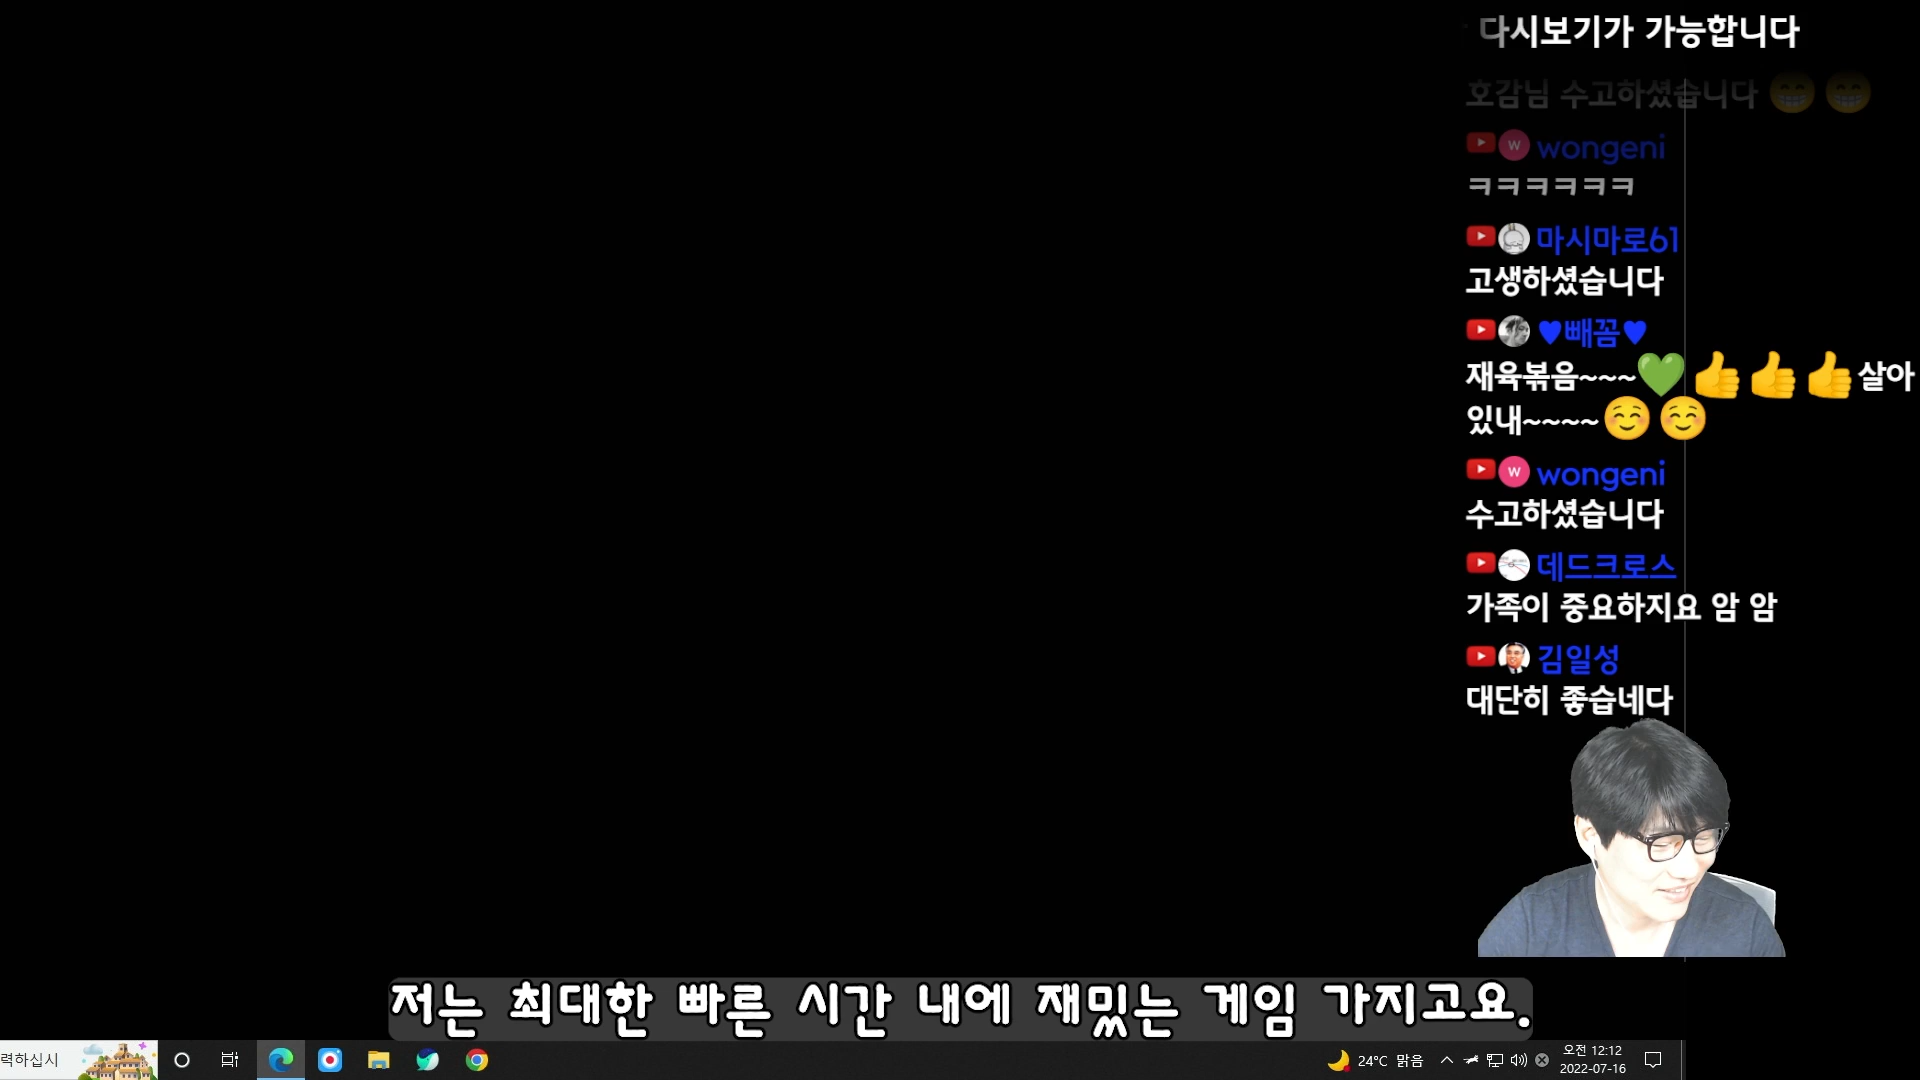 다시보기가 가능합니다
호감님 수고하셨습니다 😁 😁
W wongeni
ㅋㅋㅋㅋㅋㅋ
마시마로61
고생하셨습니다
♥빼꼼♥
재육볶음~~~💚 👍 👍 👍 살아
있내~~~~☺️ ☺️
W wongeni
수고하셨습니다
데드크로스
가족이 중요하지요 암 암
김일성
대단히 좋습네다
저는 최대한 빠른 시간 내에 재밌는 게임 가지고요.
력하십시
24°C 맑음
오전 12:12
2022-07-16